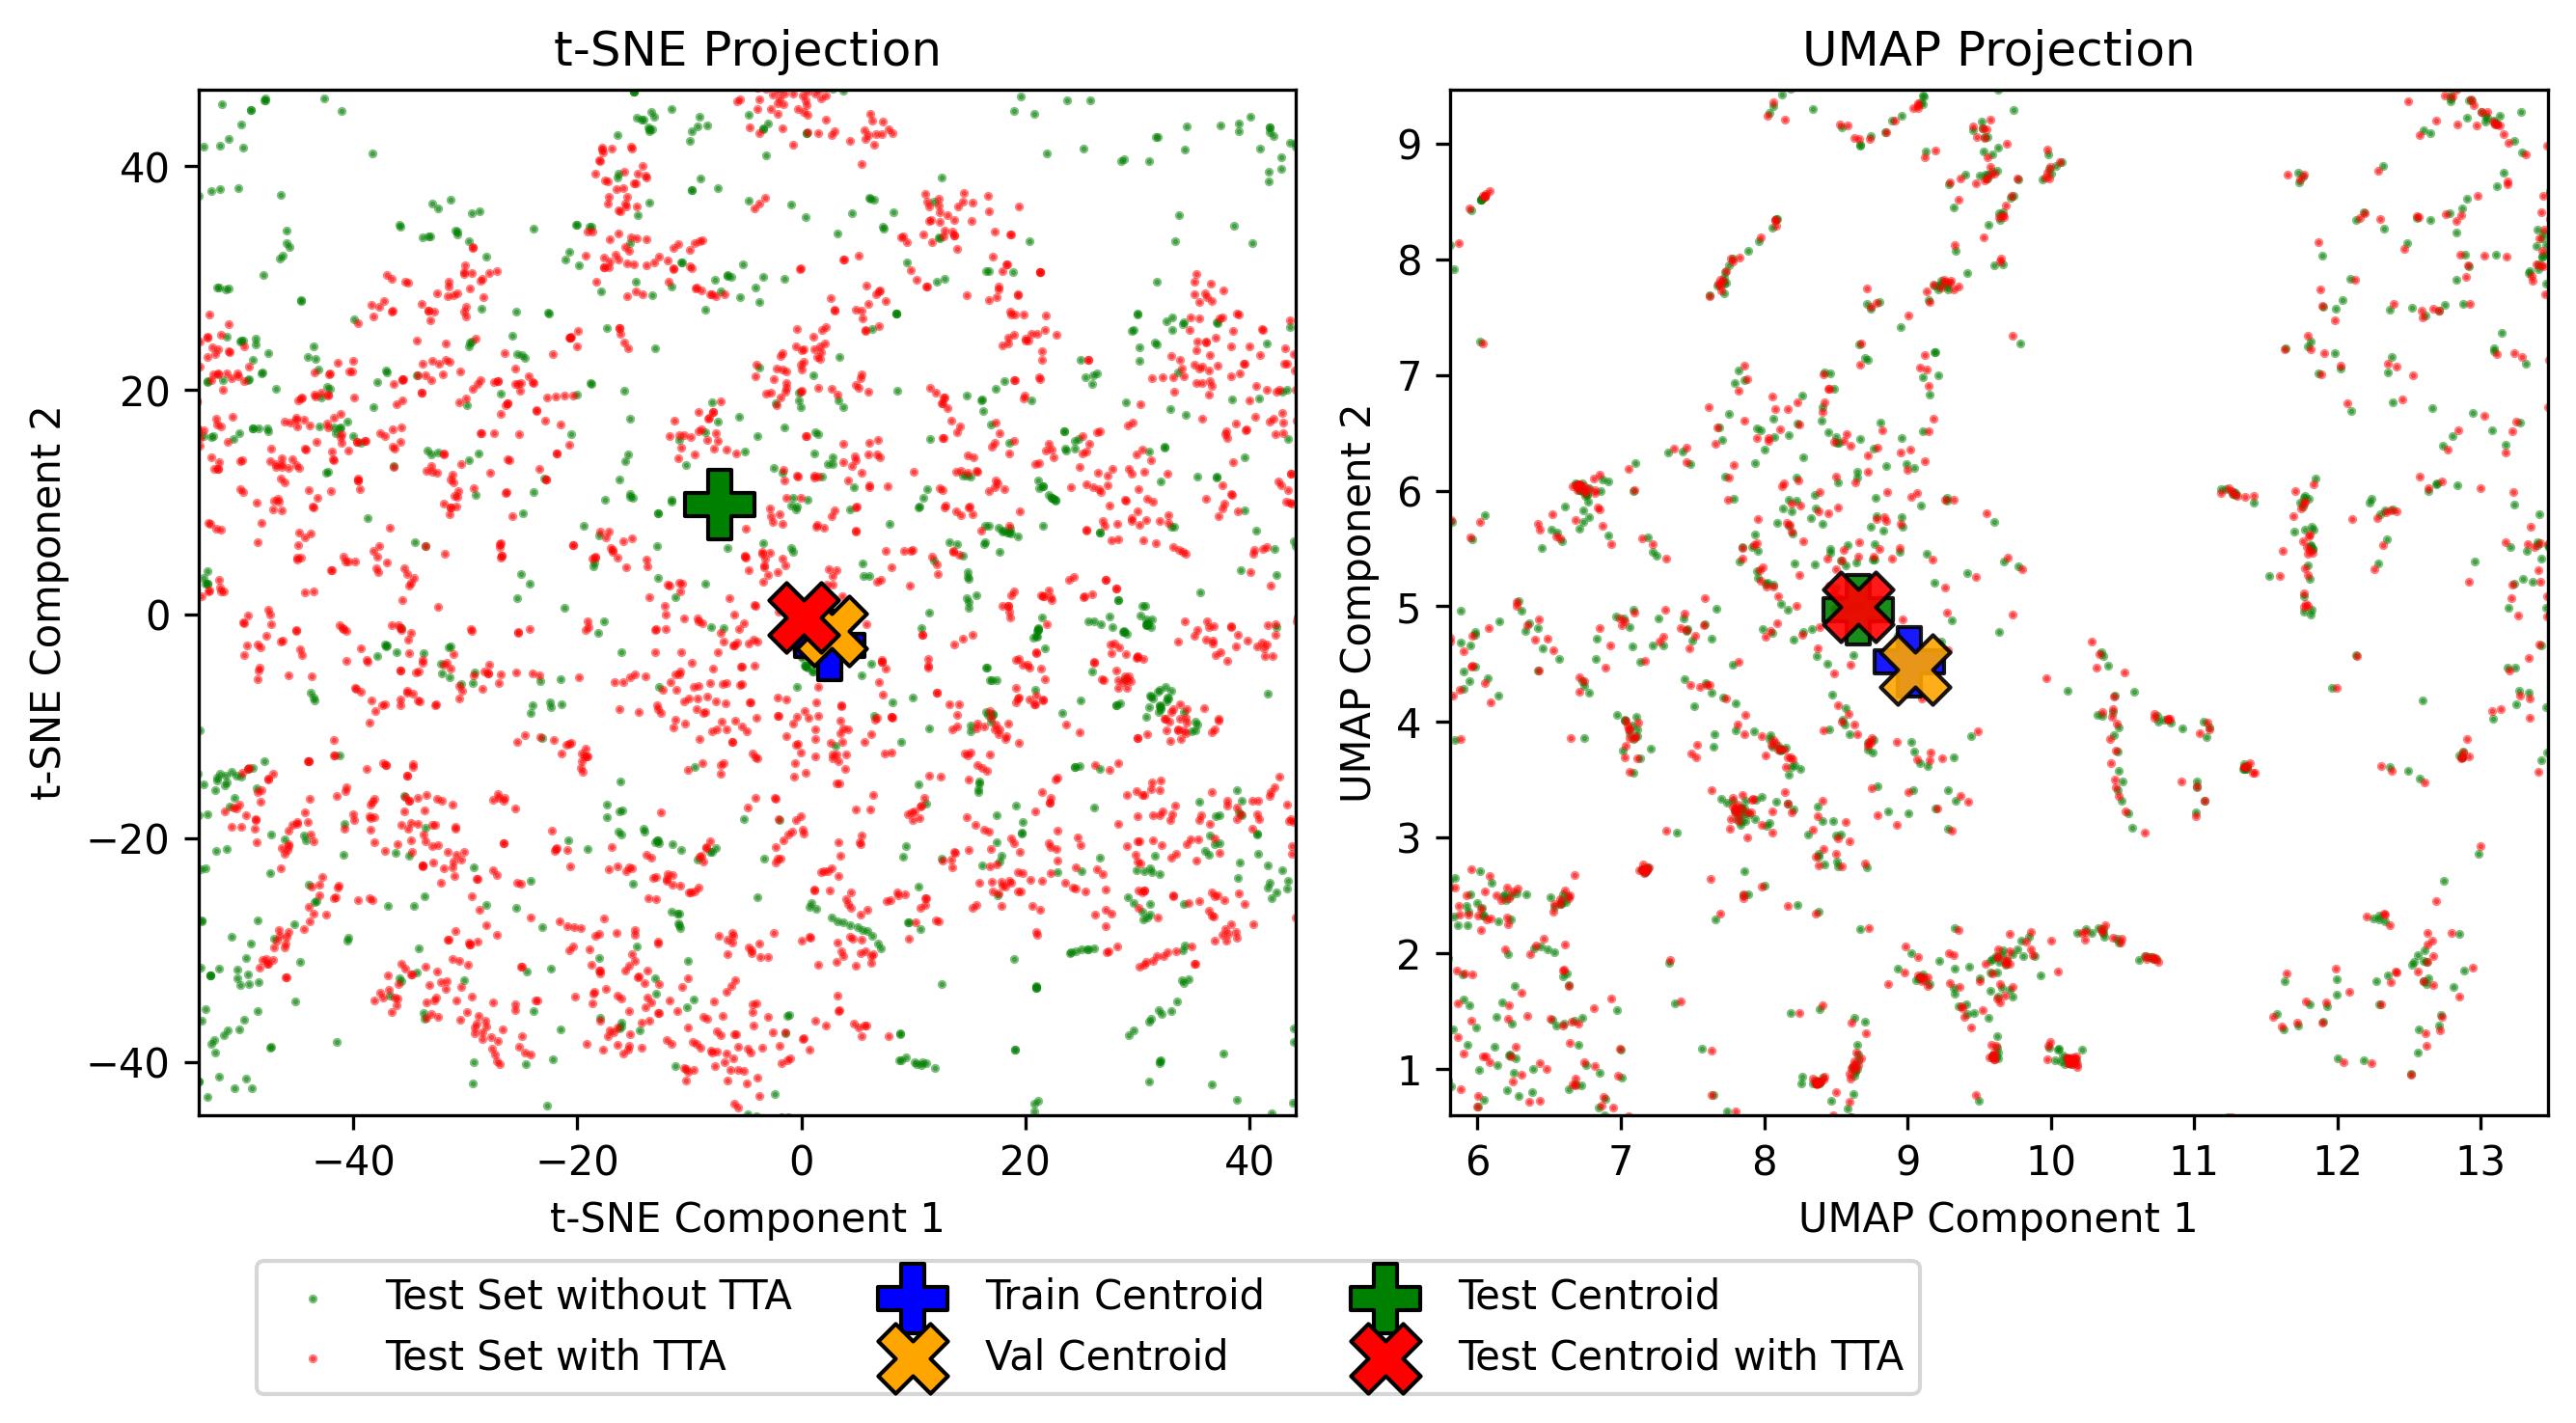 t-SNE Projection
40
20
0
−20
−40
t-SNE Component 2
−40 −20 0 20 40
t-SNE Component 1
UMAP Projection
9
8
7
6
5
4
3
2
1
UMAP Component 2
6 7 8 9 10 11 12 13
UMAP Component 1
Test Set without TTA
Test Set with TTA
Train Centroid
Val Centroid
Test Centroid
Test Centroid with TTA